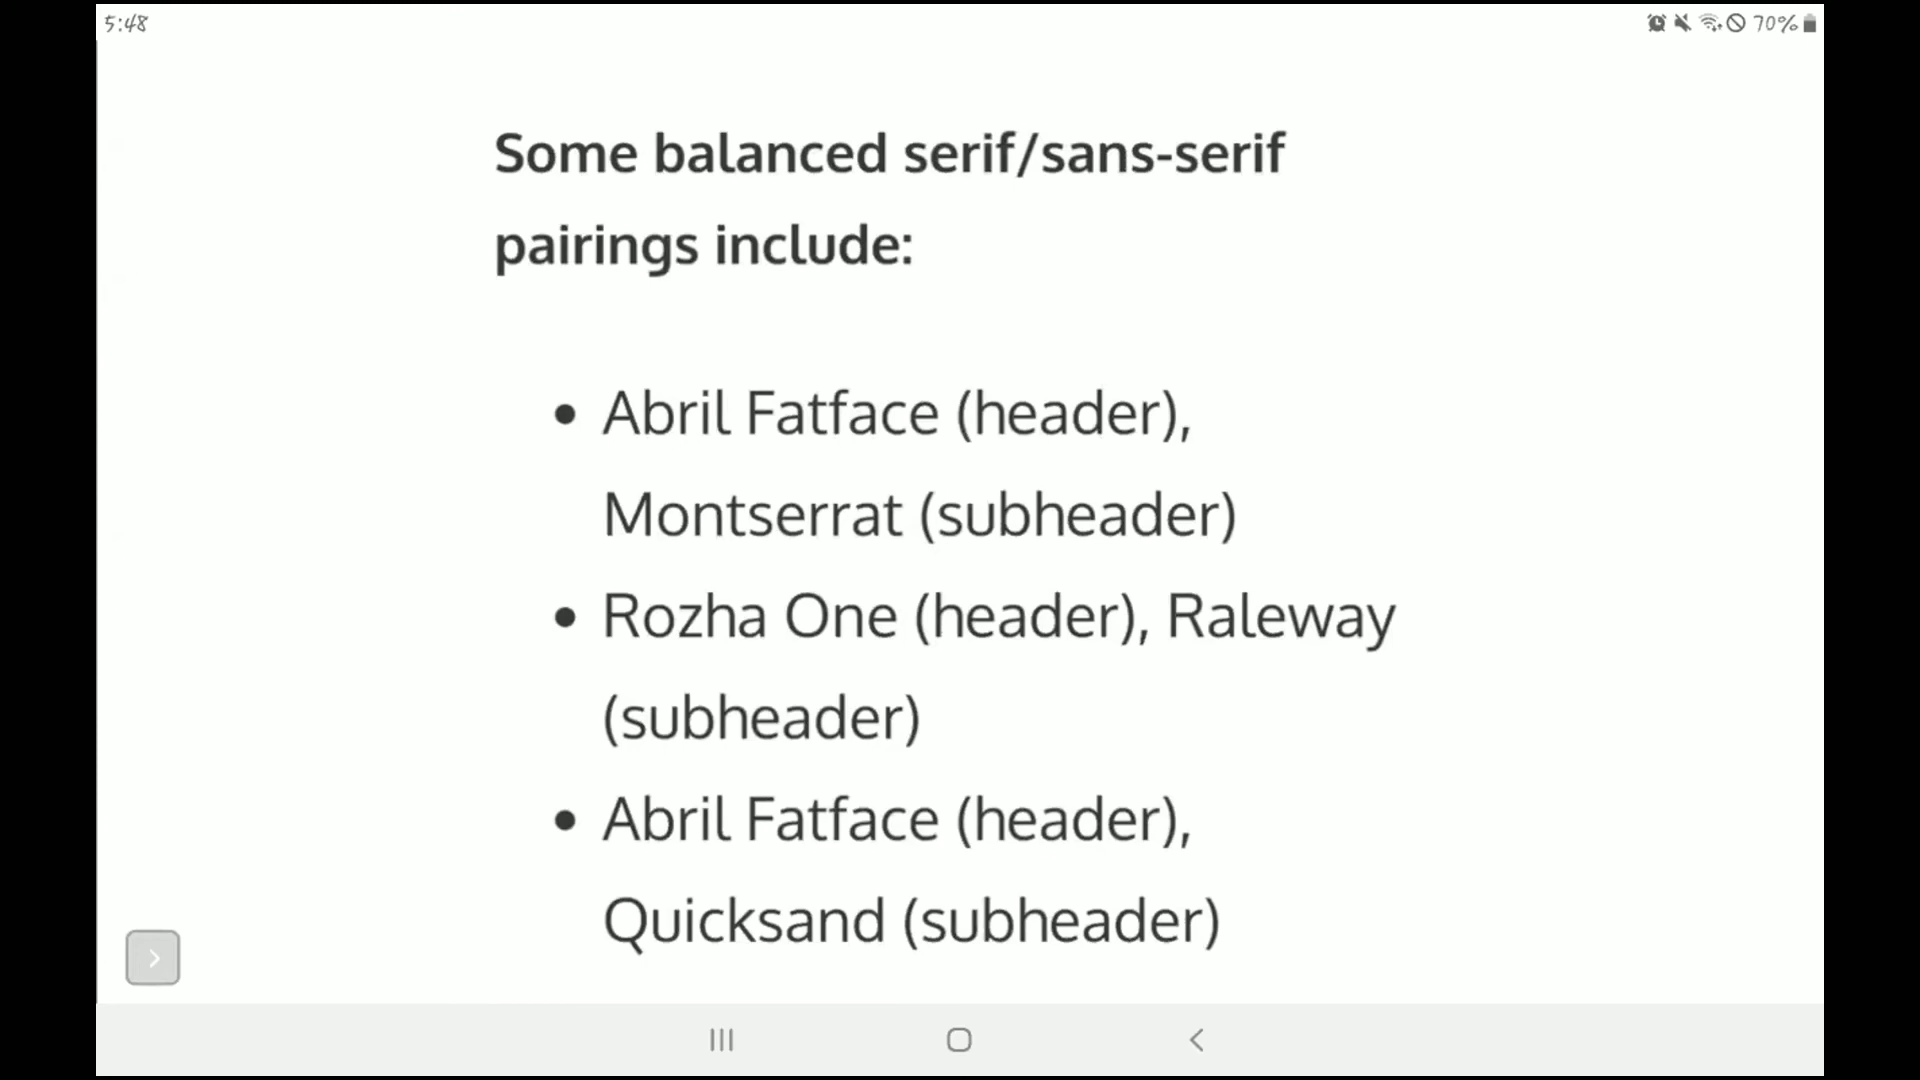 5:48
70%
Some balanced serif/sans-serif
pairings include:
• Abril Fatface (header),
Montserrat (subheader)
• Rozha One (header), Raleway
(subheader)
• Abril Fatface (header),
Quicksand (subheader)